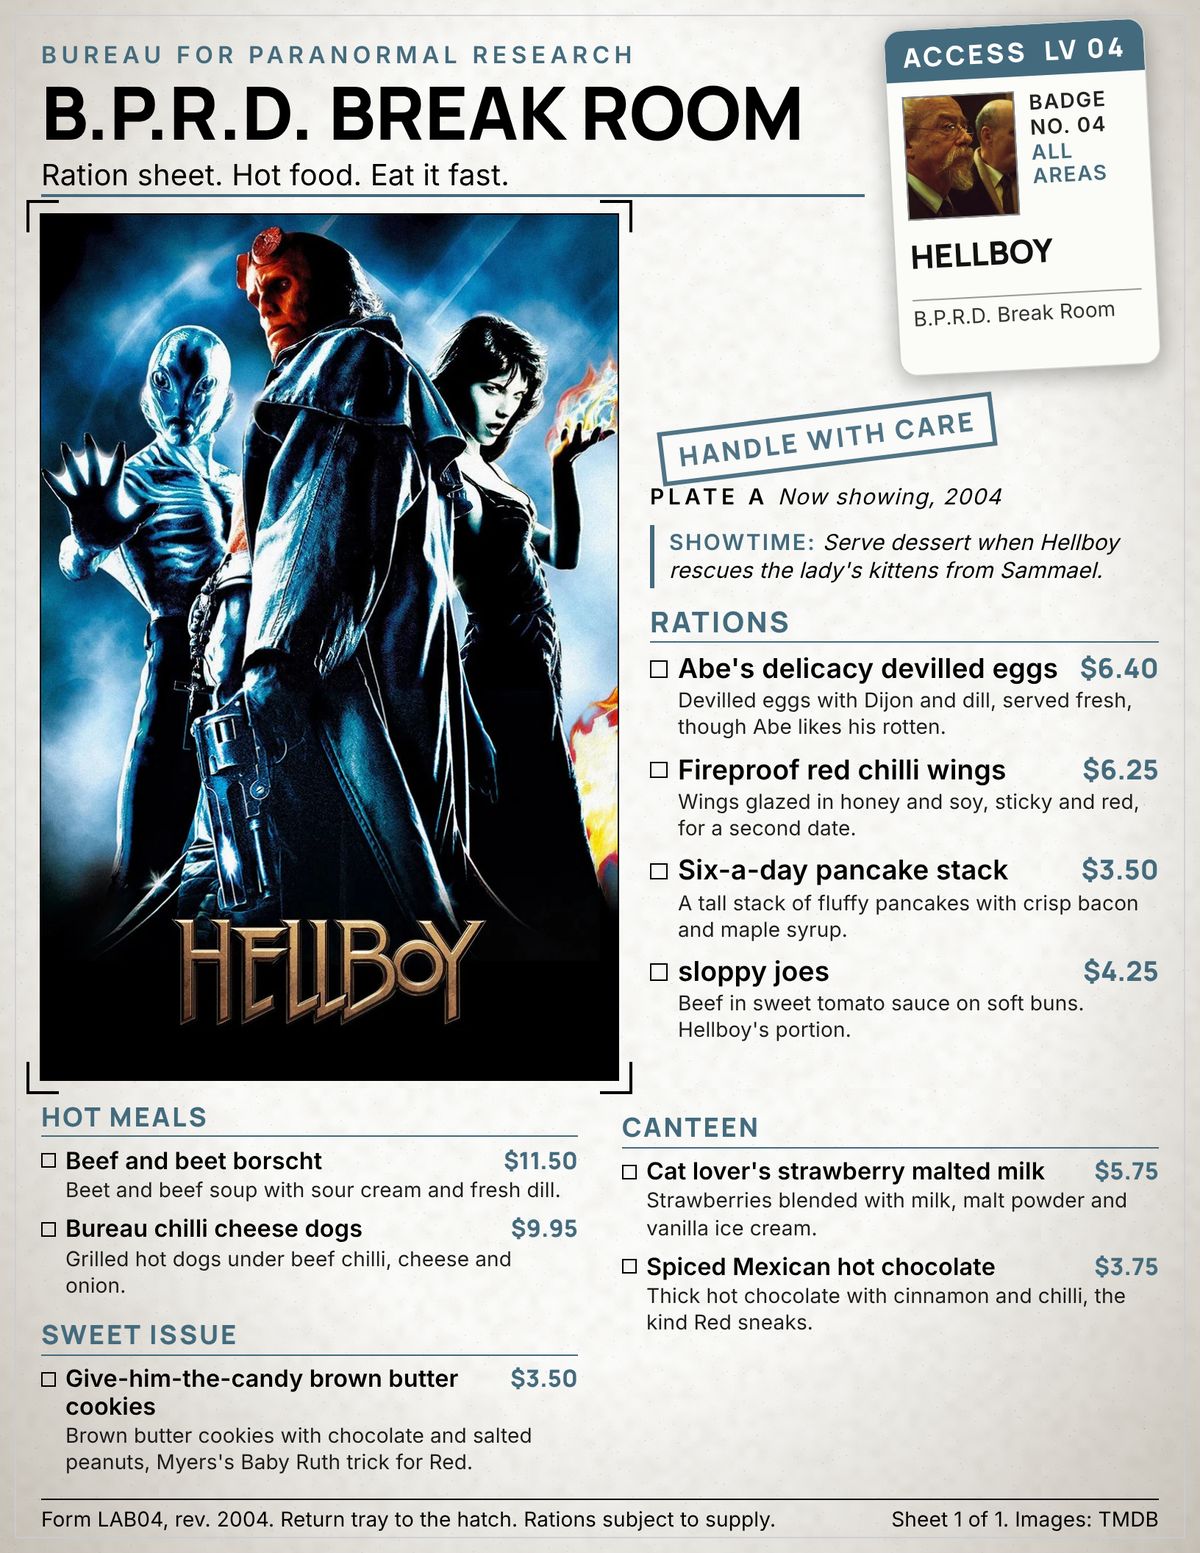 BUREAU FOR PARANORMAL RESEARCH
B.P.R.D. BREAK ROOM
Ration sheet. Hot food. Eat it fast.
ACCESS LV 04
BADGE
NO. 04
ALL
AREAS
HELLBOY
B.P.R.D. Break Room
HANDLE WITH CARE
PLATE A Now showing, 2004
SHOWTIME: Serve dessert when Hellboy
rescues the lady's kittens from Sammael.
RATIONS
Abe's delicacy devilled eggs $6.40
Devilled eggs with Dijon and dill, served fresh,
though Abe likes his rotten.
Fireproof red chilli wings $6.25
Wings glazed in honey and soy, sticky and red,
for a second date.
Six-a-day pancake stack $3.50
A tall stack of fluffy pancakes with crisp bacon
and maple syrup.
sloppy joes $4.25
Beef in sweet tomato sauce on soft buns.
Hellboy's portion.
HELLBOY
HOT MEALS
Beef and beet borscht $11.50
Beet and beef soup with sour cream and fresh dill.
Bureau chilli cheese dogs $9.95
Grilled hot dogs under beef chilli, cheese and
onion.
SWEET ISSUE
Give-him-the-candy brown butter $3.50
cookies
Brown butter cookies with chocolate and salted
peanuts, Myers's Baby Ruth trick for Red.
CANTEEN
Cat lover's strawberry malted milk $5.75
Strawberries blended with milk, malt powder and
vanilla ice cream.
Spiced Mexican hot chocolate $3.75
Thick hot chocolate with cinnamon and chilli, the
kind Red sneaks.
Form LAB04, rev. 2004. Return tray to the hatch. Rations subject to supply.
Sheet 1 of 1. Images: TMDB